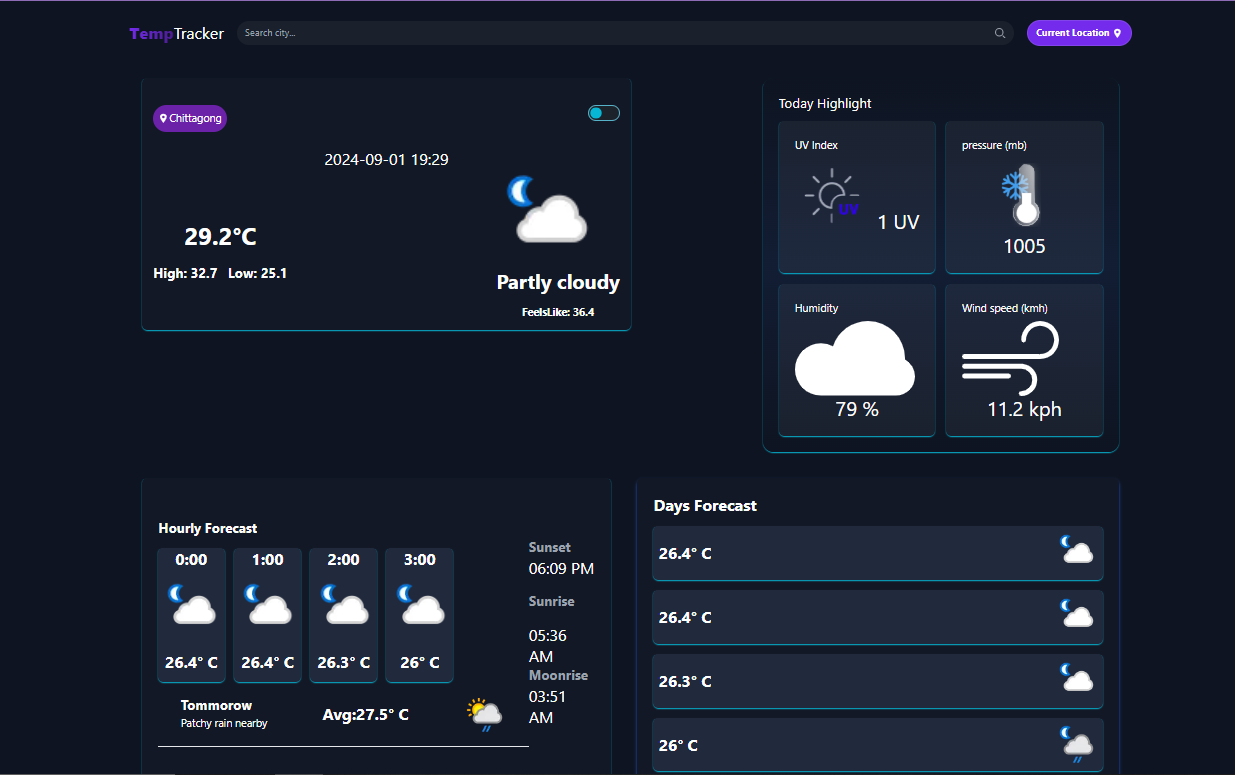 TempTracker
Search city...
Current Location
Chittagong
2024-09-01 19:29
29.2°C
High: 32.7 Low: 25.1
Partly cloudy
FeelsLike: 36.4
Today Highlight
UV Index
UV
1 UV
pressure (mb)
1005
Humidity
79 %
Wind speed (kmh)
11.2 kph
Hourly Forecast
0:00 1:00 2:00 3:00
26.4° C 26.4° C 26.3° C 26° C
Sunset
06:09 PM
Sunrise
05:36
AM
Moonrise
03:51
AM
Tommorow
Patchy rain nearby
Avg:27.5° C
Days Forecast
26.4° C
26.4° C
26.3° C
26° C